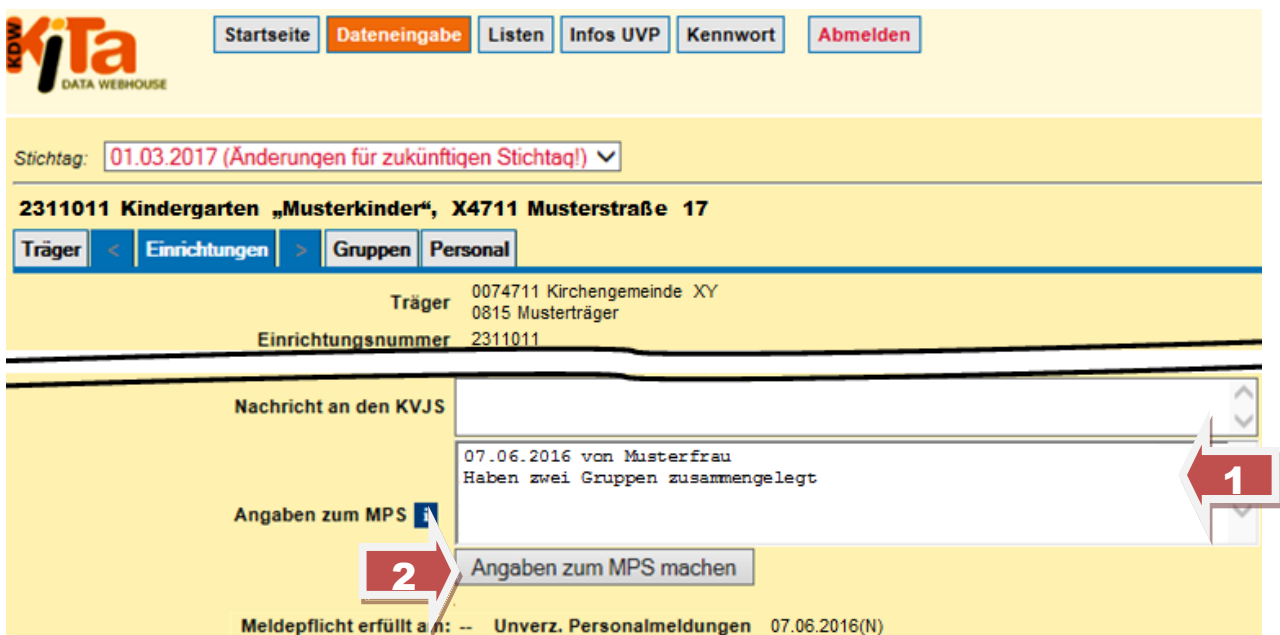 KDW
KiTa
DATA WEBHOUSE
Startseite Dateneingabe Listen Infos UVP Kennwort Abmelden
Stichtag: 01.03.2017 (Änderungen für zukünftigen Stichtag!)
2311011 Kindergarten „Musterkinder“, X4711 Musterstraße 17
Träger < Einrichtungen > Gruppen Personal
Träger 0074711 Kirchengemeinde XY
0815 Musterträger
Einrichtungsnummer 2311011
Nachricht an den KVJS
07.06.2016 von Musterfrau
Haben zwei Gruppen zusammengelegt
1
Angaben zum MPS i
2 Angaben zum MPS machen
Meldepflicht erfüllt am: -- Unverz. Personalmeldungen 07.06.2016(N)